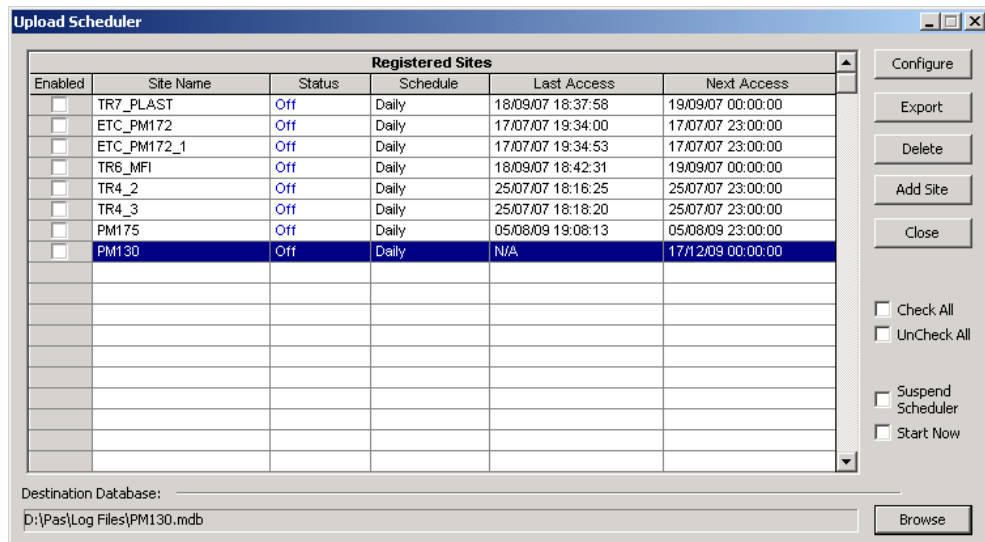 Upload Scheduler
Registered Sites
Enabled Site Name Status Schedule Last Access Next Access
TR7_PLAST Off Daily 18/09/07 18:37:58 19/09/07 00:00:00
ETC_PM172 Off Daily 17/07/07 19:34:00 17/07/07 23:00:00
ETC_PM172_1 Off Daily 17/07/07 19:34:53 17/07/07 23:00:00
TR6_MFI Off Daily 18/09/07 18:42:31 19/09/07 00:00:00
TR4_2 Off Daily 25/07/07 18:16:25 25/07/07 23:00:00
TR4_3 Off Daily 25/07/07 18:18:20 25/07/07 23:00:00
PM175 Off Daily 05/08/09 19:08:13 05/08/09 23:00:00
PM130 Off Daily N/A 17/12/09 00:00:00
Configure
Export
Delete
Add Site
Close
Check All
UnCheck All
Suspend
Scheduler
Start Now
Destination Database:
D:\Pas\Log Files\PM130.mdb
Browse